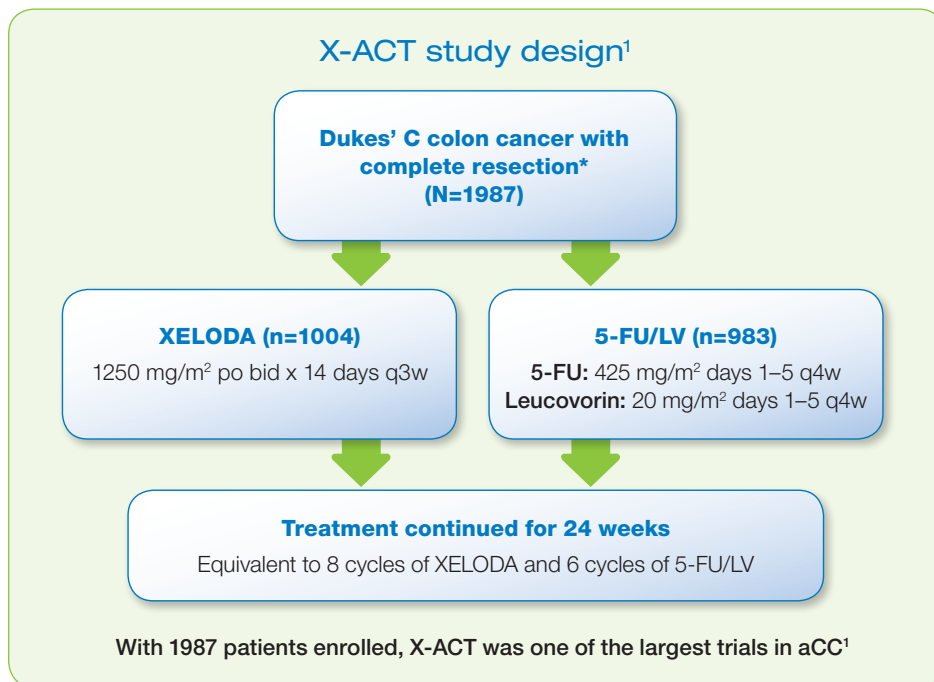 X-ACT study design¹
Dukes’ C colon cancer with
complete resection*
(N=1987)
XELODA (n=1004)
1250 mg/m² po bid x 14 days q3w
5-FU/LV (n=983)
5-FU: 425 mg/m² days 1–5 q4w
Leucovorin: 20 mg/m² days 1–5 q4w
Treatment continued for 24 weeks
Equivalent to 8 cycles of XELODA and 6 cycles of 5-FU/LV
With 1987 patients enrolled, X-ACT was one of the largest trials in aCC¹